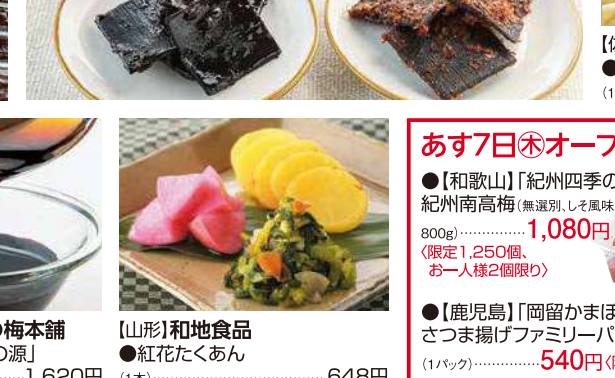 の梅本舗
の源」
1,620円
【山形】和地食品
●紅花たくあん
(1本)……648円
あす7日㊍オープ
●【和歌山】「紀州四季の
紀州南高梅(無選別、しそ風味
800g)……1,080円
〈限定1,250個、
お一人様2個限り〉
●【鹿児島】「岡留かまぼ
さつま揚げファミリーパ
(1パック)……540円〈限